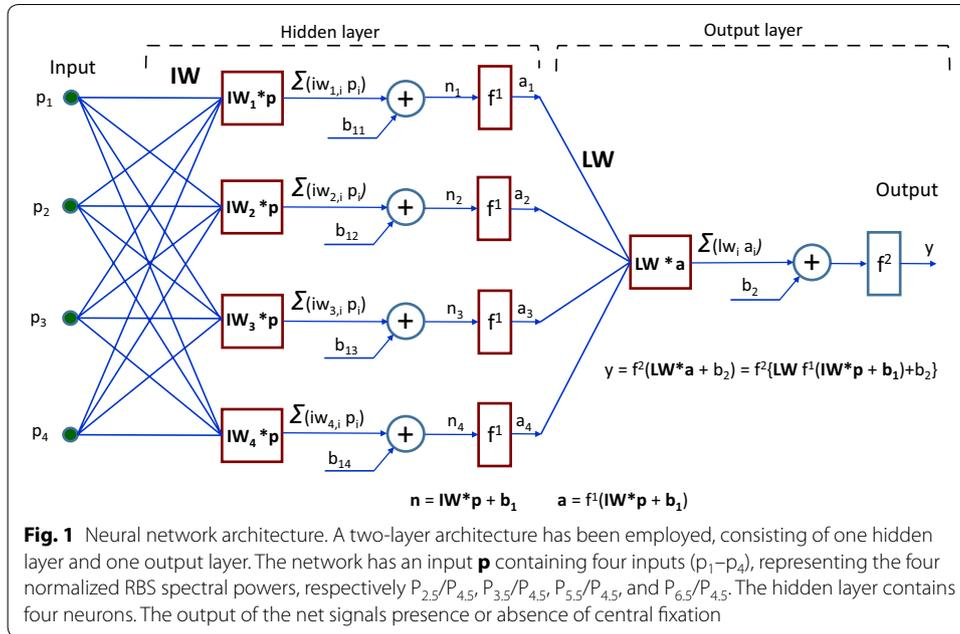 Hidden layer
Output layer
Input
IW
p₁
IW₁*p
Σ(iw₁,ᵢ pᵢ)
+
n₁
f¹
a₁
b₁₁
LW
p₂
IW₂*p
Σ(iw₂,ᵢ pᵢ)
+
n₂
f¹
a₂
b₁₂
Output
LW *a
Σ(lwᵢ aᵢ)
+
f²
y
b₂
p₃
IW₃*p
Σ(iw₃,ᵢ pᵢ)
+
n₃
f¹
a₃
b₁₃
y = f²(LW*a + b₂) = f²{LW f¹(IW*p + b₁)+b₂}
p₄
IW₄*p
Σ(iw₄,ᵢ pᵢ)
+
n₄
f¹
a₄
b₁₄
n = IW*p + b₁
a = f¹(IW*p + b₁)
Fig. 1 Neural network architecture. A two-layer architecture has been employed, consisting of one hidden
layer and one output layer. The network has an input p containing four inputs (p₁–p₄), representing the four
normalized RBS spectral powers, respectively P₂.₅/P₄.₅, P₃.₅/P₄.₅, P₅.₅/P₄.₅, and P₆.₅/P₄.₅. The hidden layer contains
four neurons. The output of the net signals presence or absence of central fixation